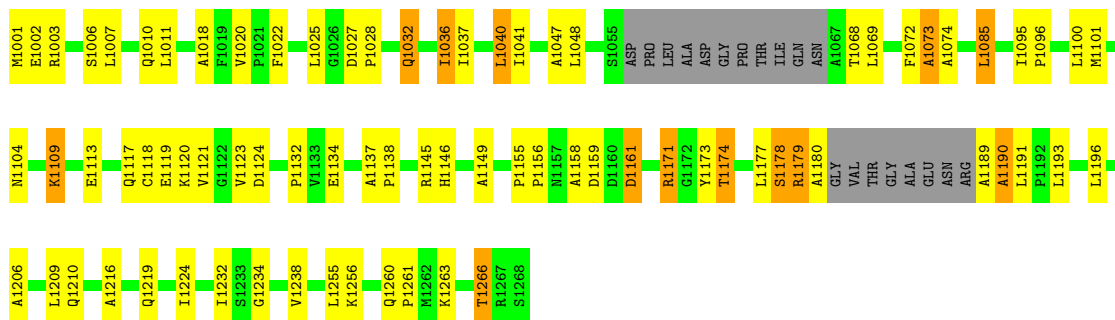 M1001 E1002 R1003 S1006 L1007 Q1010 L1011 A1018 F1019 V1020 P1021 F1022 L1025 G1026 D1027 P1028 Q1032 I1036 I1037 L1040 I1041 A1047 L1048 S1055 ASP PRO LEU ALA ASP GLY PRO THR ILE GLN ASN A1067 T1068 L1069 F1072 A1073 A1074 L1085 I1095 P1096 L1100 M1101
N1104 K1109 E1113 Q1117 C1118 E1119 K1120 V1121 G1122 V1123 D1124 P1132 V1133 E1134 A1137 P1138 R1145 H1146 A1149 P1155 P1156 N1157 A1158 D1159 D1160 D1161 R1171 G1172 Y1173 T1174 L1177 S1178 R1179 A1180 GLY VAL THR GLY ALA GLU ASN ARG A1189 A1190 L1191 P1192 L1193 L1196
A1206 L1209 Q1210 A1216 Q1219 I1224 I1232 S1233 G1234 V1238 L1255 K1256 Q1260 P1261 M1262 K1263 T1266 R1267 S1268